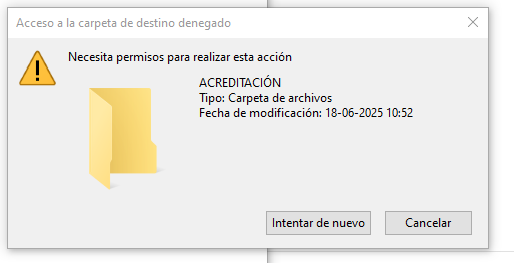 Acceso a la carpeta de destino denegado
Necesita permisos para realizar esta acción
ACREDITACIÓN
Tipo: Carpeta de archivos
Fecha de modificación: 18-06-2025 10:52
Intentar de nuevo
Cancelar